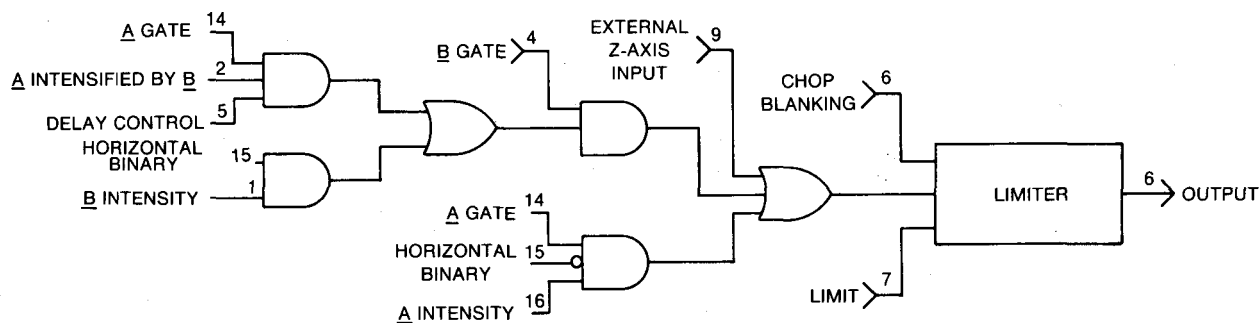 A GATE 14
A INTENSIFIED BY B 2
DELAY CONTROL 5
HORIZONTAL
BINARY 15
B INTENSITY 1
B GATE 4
EXTERNAL
Z-AXIS
INPUT
9
CHOP
BLANKING
6
A GATE 14
HORIZONTAL
BINARY 15
A INTENSITY 16
LIMITER
6 OUTPUT
LIMIT 7